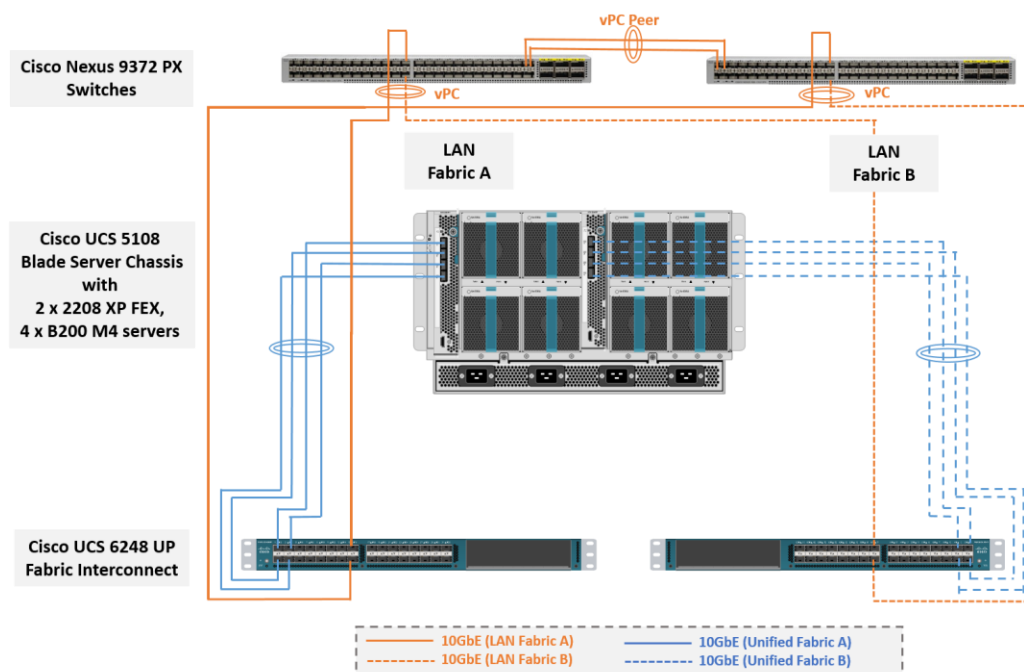 vPC Peer
Cisco Nexus 9372 PX
Switches
vPC
vPC
LAN
Fabric A
LAN
Fabric B
Cisco UCS 5108
Blade Server Chassis
with
2 x 2208 XP FEX,
4 x B200 M4 servers
Cisco UCS 6248 UP
Fabric Interconnect
10GbE (LAN Fabric A)
10GbE (Unified Fabric A)
10GbE (LAN Fabric B)
10GbE (Unified Fabric B)